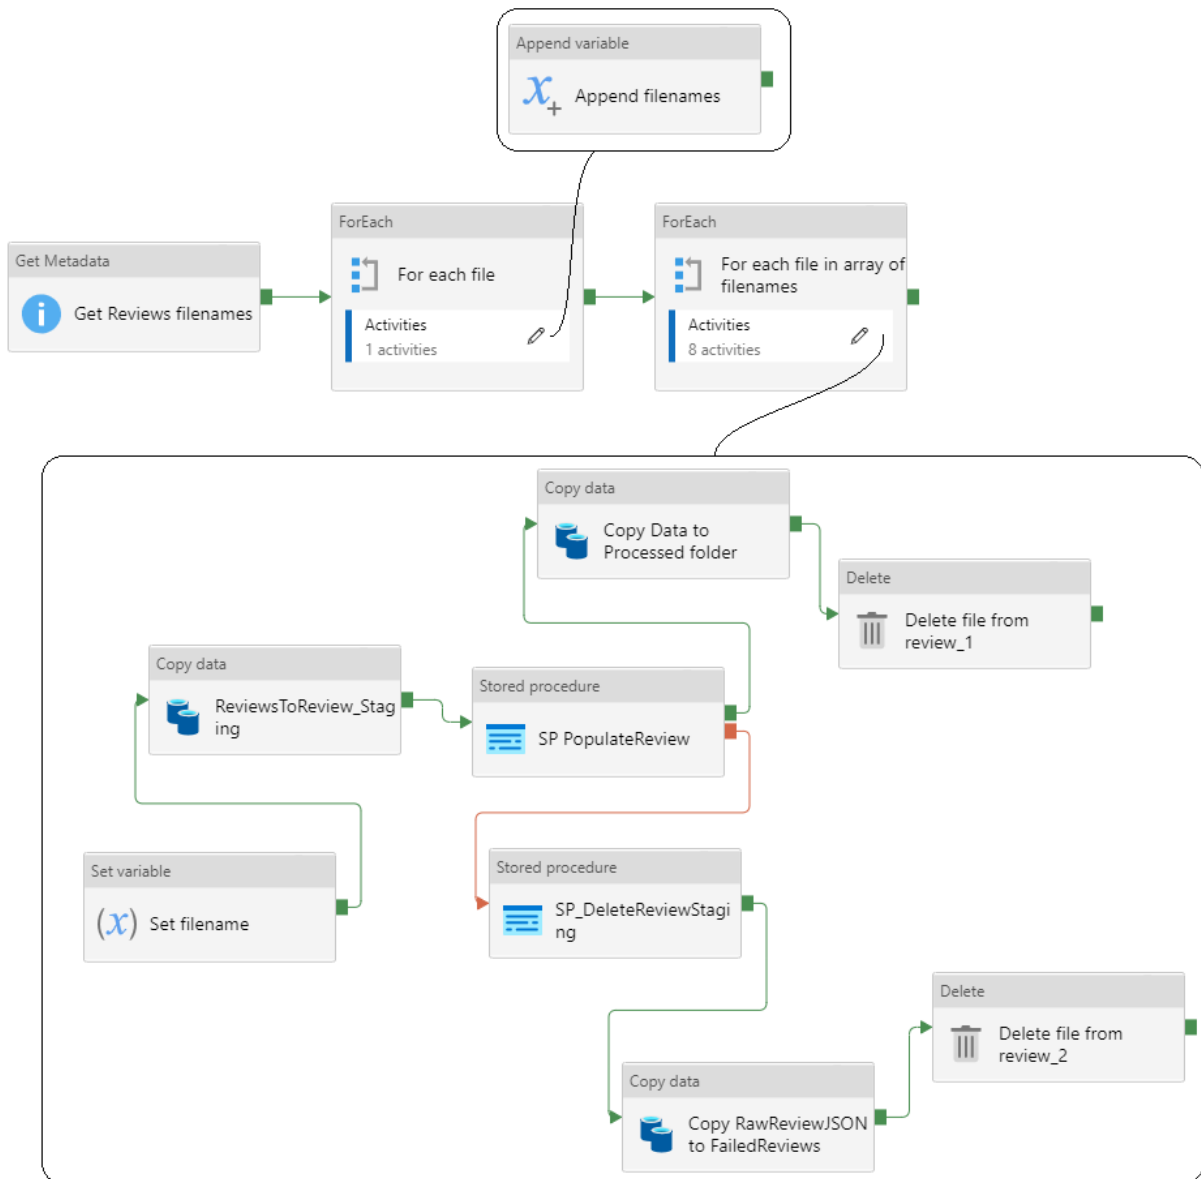 Append variable
Append filenames
Get Metadata
Get Reviews filenames
ForEach
For each file
Activities
1 activities
ForEach
For each file in array of
filenames
Activities
8 activities
Copy data
Copy Data to
Processed folder
Delete
Delete file from
review_1
Copy data
ReviewsToReview_Stag
ing
Stored procedure
SP PopulateReview
Set variable
(x) Set filename
Stored procedure
SP_DeleteReviewStagi
ng
Delete
Delete file from
review_2
Copy data
Copy RawReviewJSON
to FailedReviews